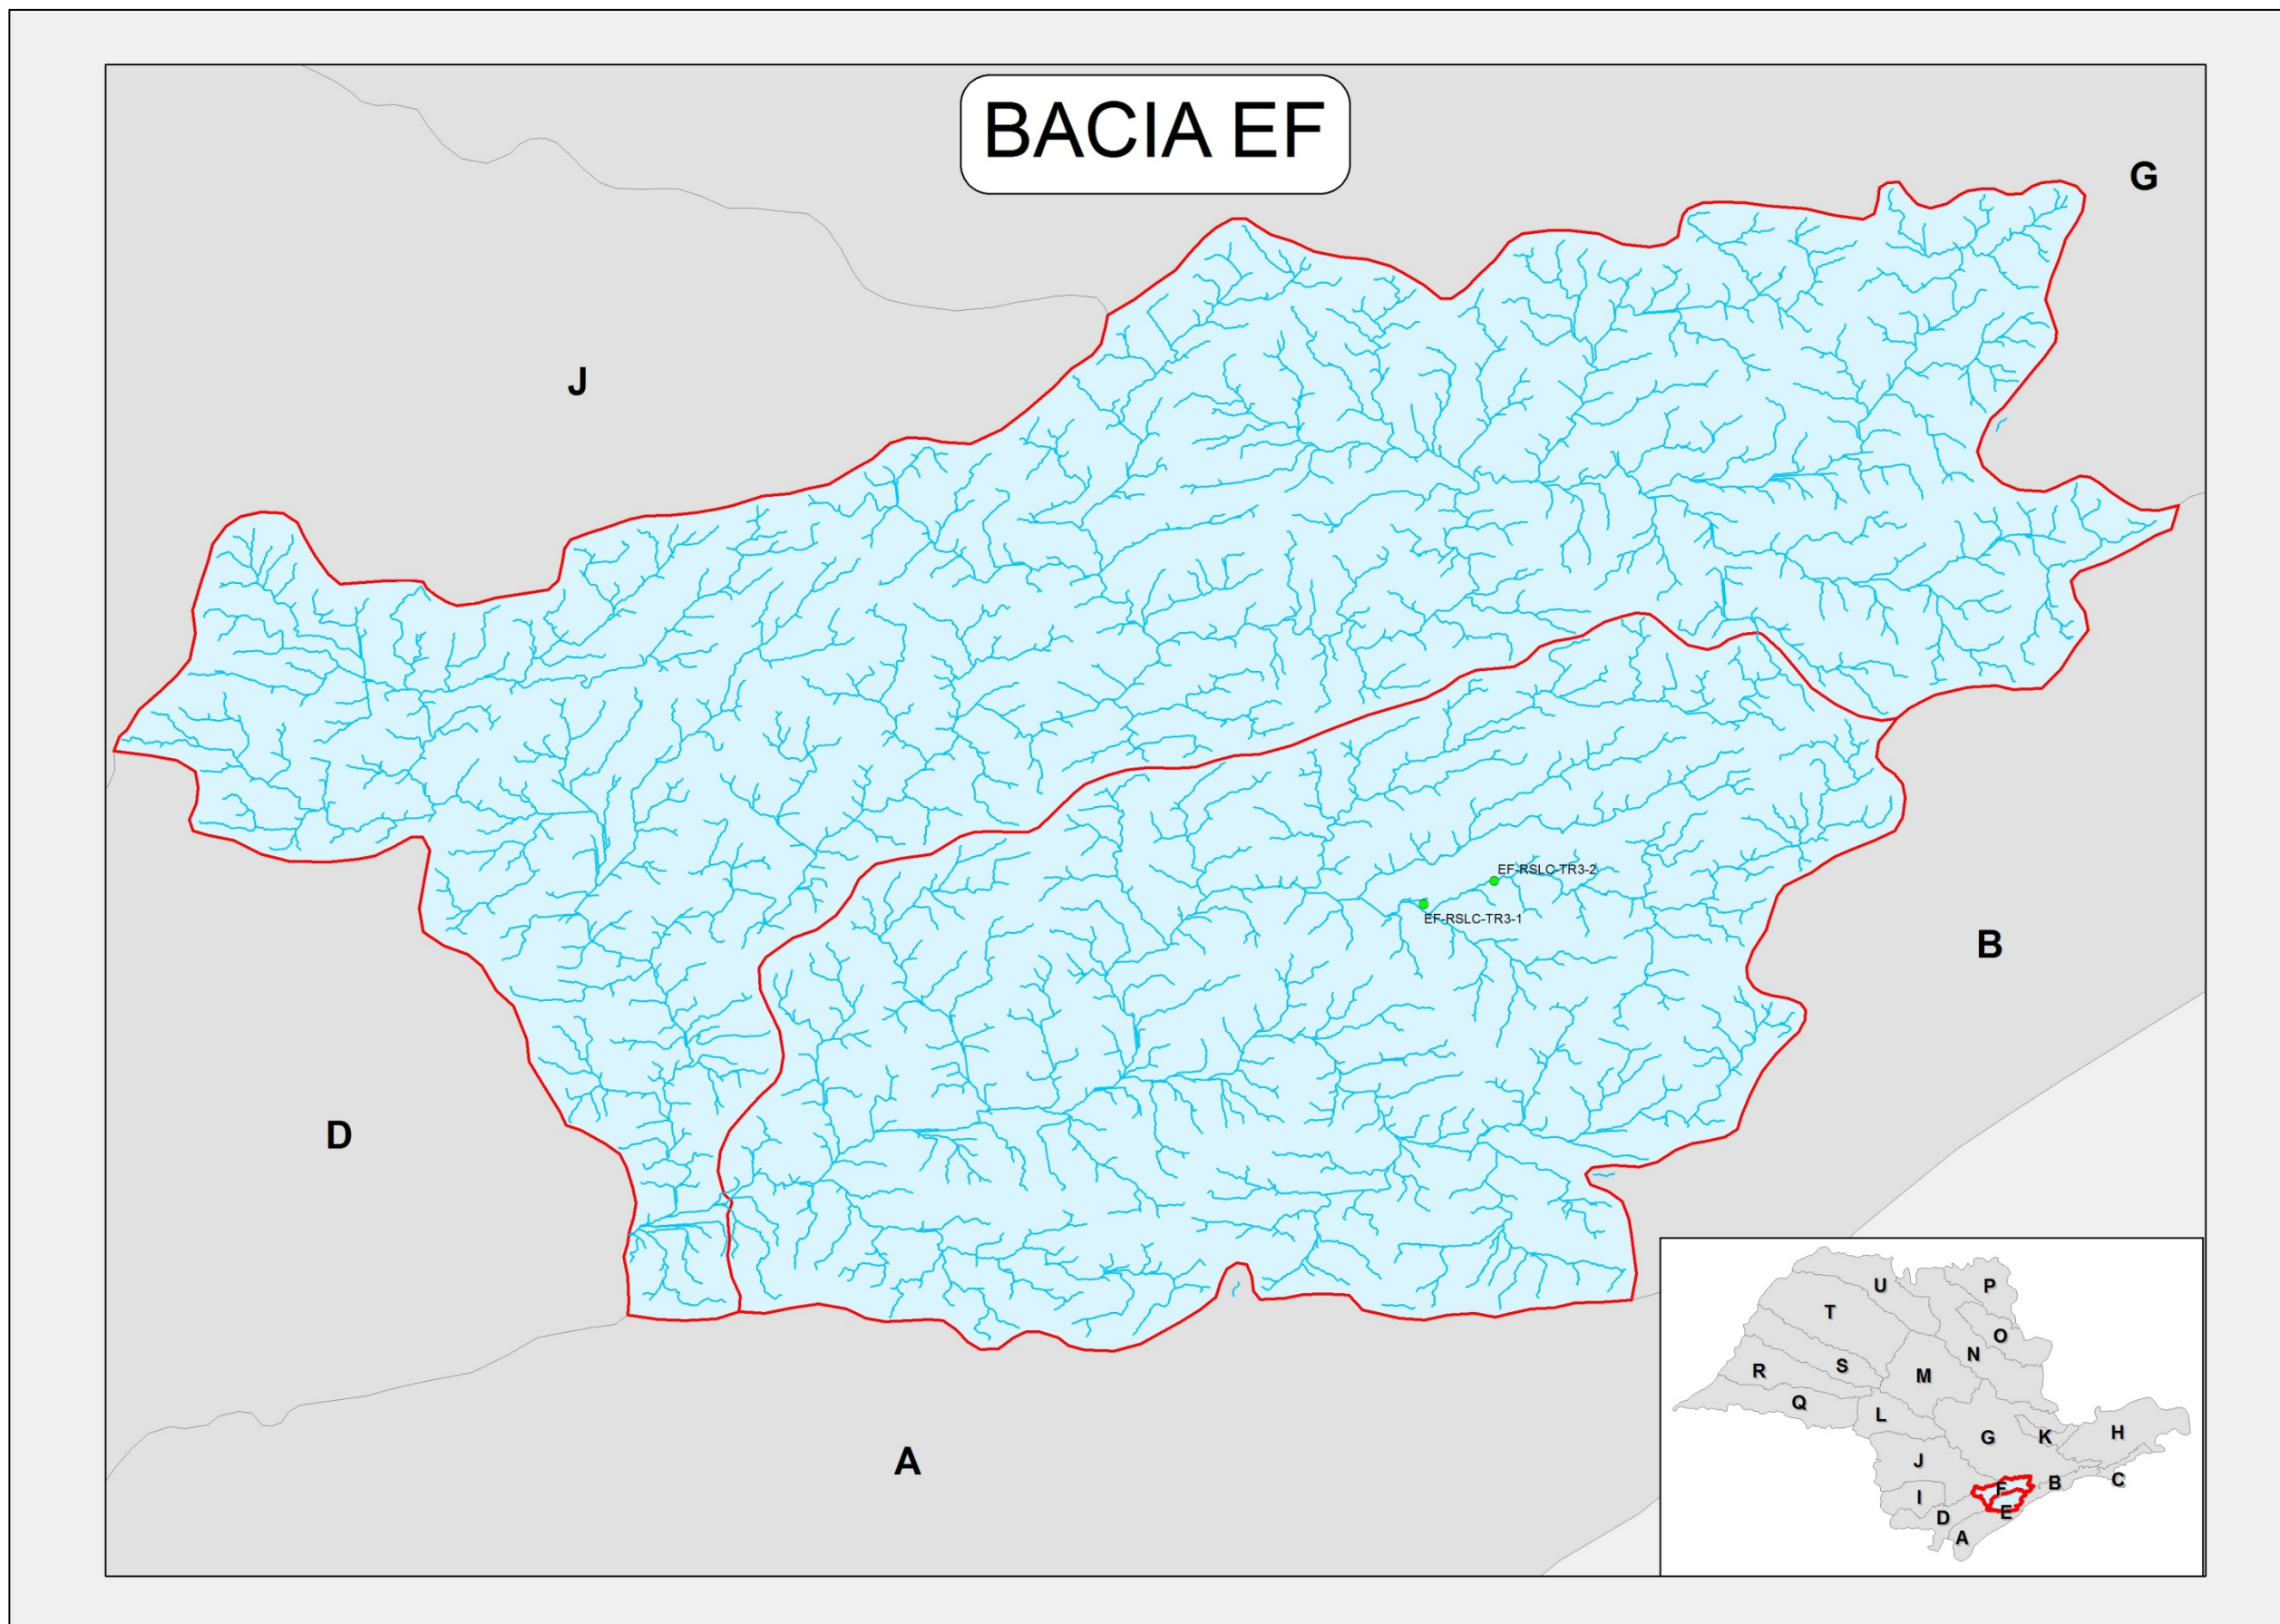 BACIA EF
G
J
EF-RSLC-TR3-2
EF-RSLC-TR3-1
B
D
A
U
P
T
O
N
R
S
M
Q
L
G
K
H
J
F
B
C
I
E
D
A